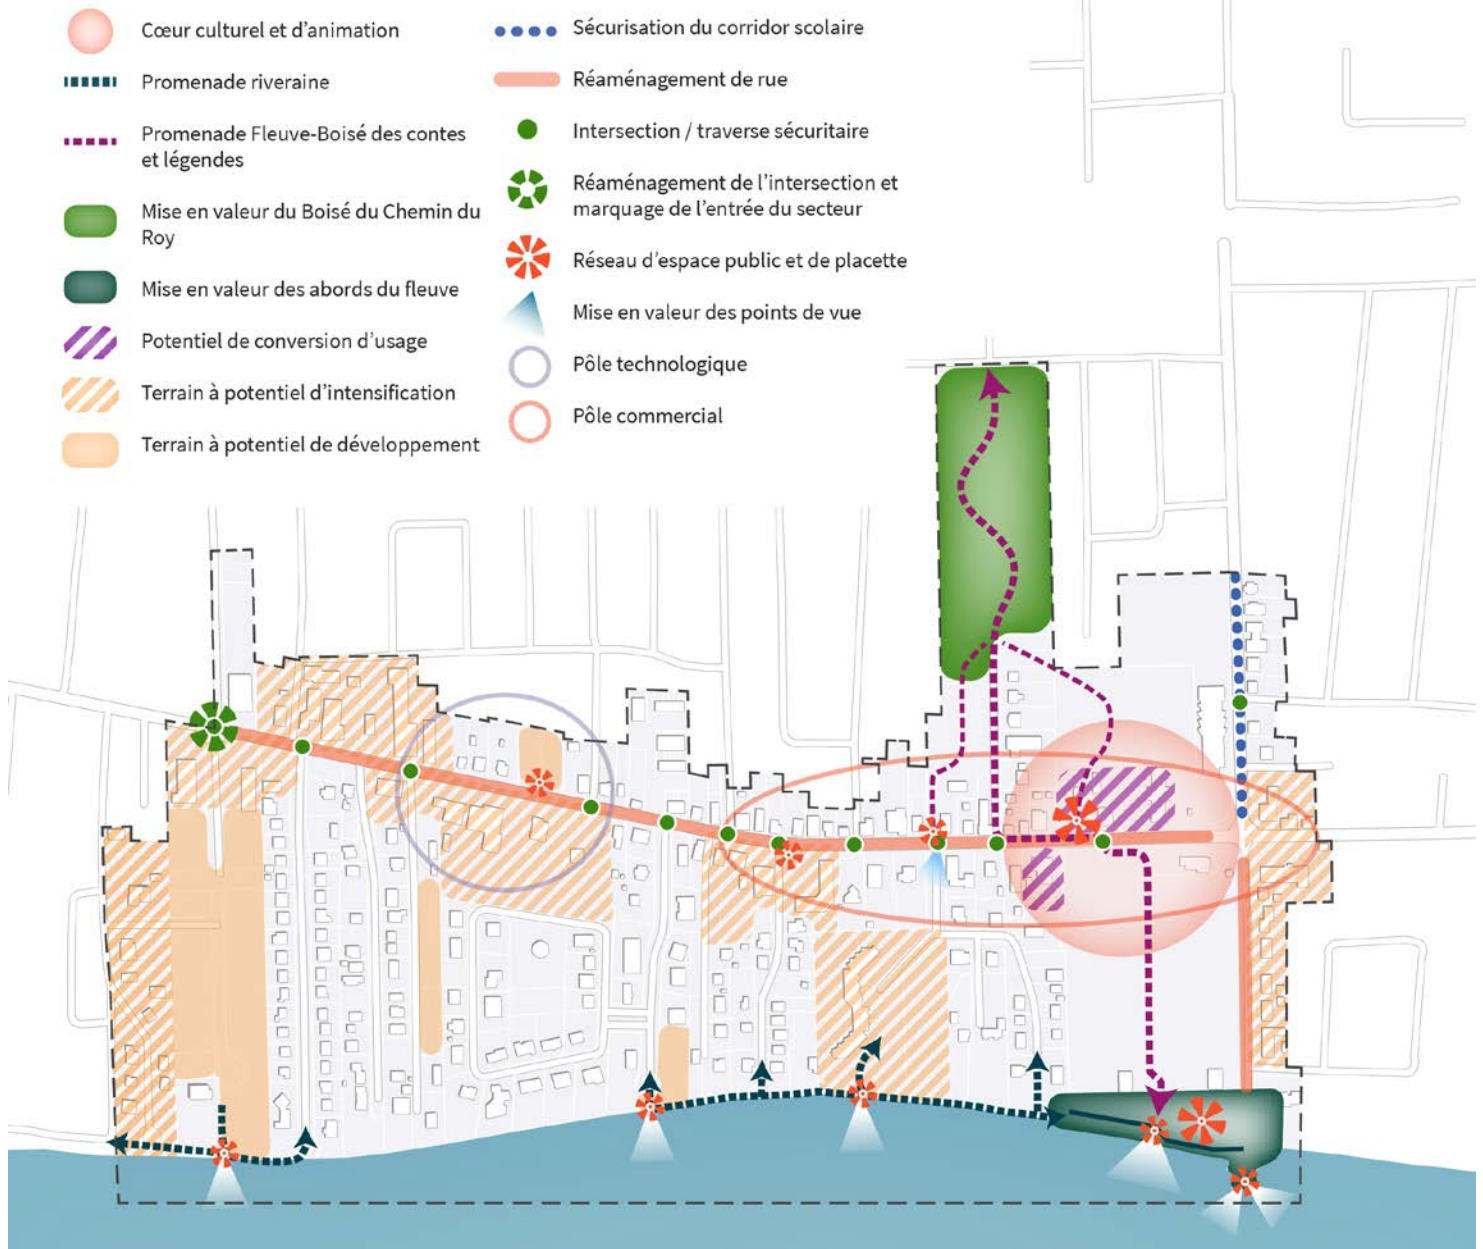 Cœur culturel et d'animation
Promenade riveraine
Promenade Fleuve-Boisé des contes
et légendes
Mise en valeur du Boisé du Chemin du
Roy
Mise en valeur des abords du fleuve
Potentiel de conversion d'usage
Terrain à potentiel d'intensification
Terrain à potentiel de développement
Sécurisation du corridor scolaire
Réaménagement de rue
Intersection / traverse sécuritaire
Réaménagement de l'intersection et
marquage de l'entrée du secteur
Réseau d'espace public et de placette
Mise en valeur des points de vue
Pôle technologique
Pôle commercial